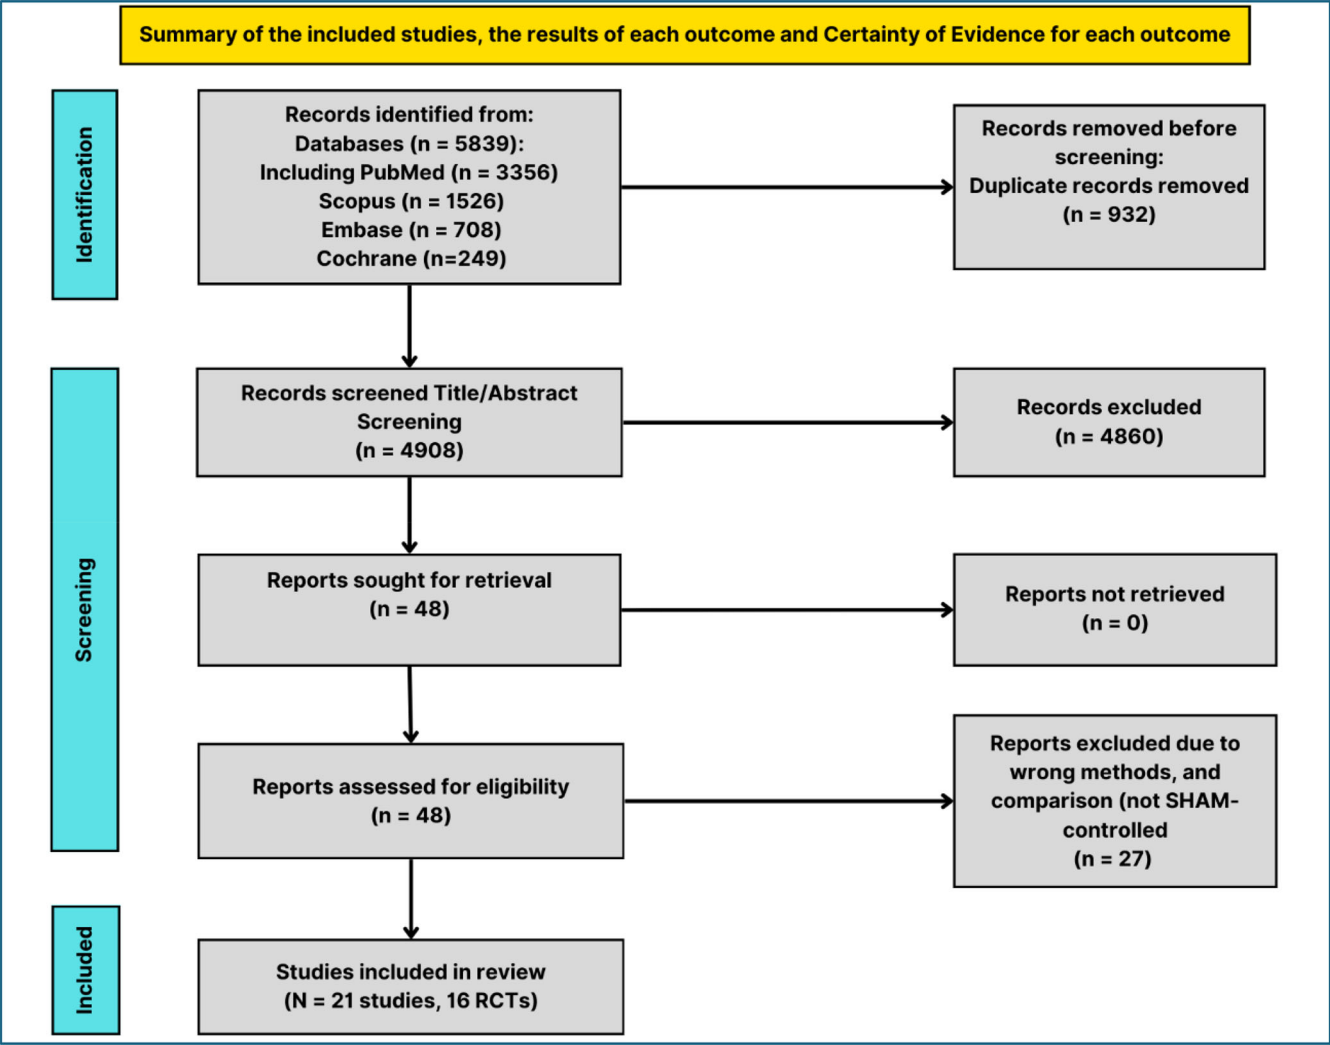 Summary of the included studies, the results of each outcome and Certainty of Evidence for each outcome
Identification
Records identified from:
Databases (n = 5839):
Including PubMed (n = 3356)
Scopus (n = 1526)
Embase (n = 708)
Cochrane (n=249)
Records removed before
screening:
Duplicate records removed
(n = 932)
Screening
Records screened Title/Abstract
Screening
(n = 4908)
Records excluded
(n = 4860)
Reports sought for retrieval
(n = 48)
Reports not retrieved
(n = 0)
Reports assessed for eligibility
(n = 48)
Reports excluded due to
wrong methods, and
comparison (not SHAM-
controlled
(n = 27)
Included
Studies included in review
(N = 21 studies, 16 RCTs)